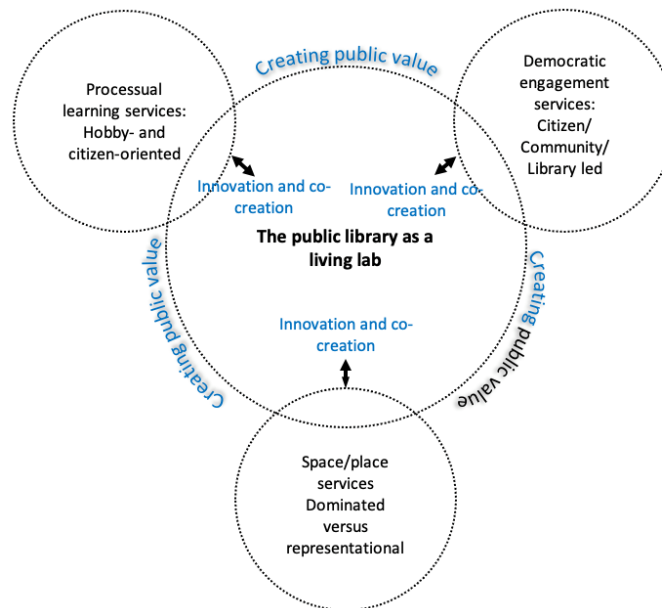 Creating public value
Processual
learning services:
Hobby- and
citizen-oriented
Democratic
engagement
services:
Citizen/
Community/
Library led
Innovation and co-
creation
Innovation and co-
creation
The public library as a
living lab
Creating public value
Creating public value
Innovation and co-
creation
Space/place
services
Dominated
versus
representational